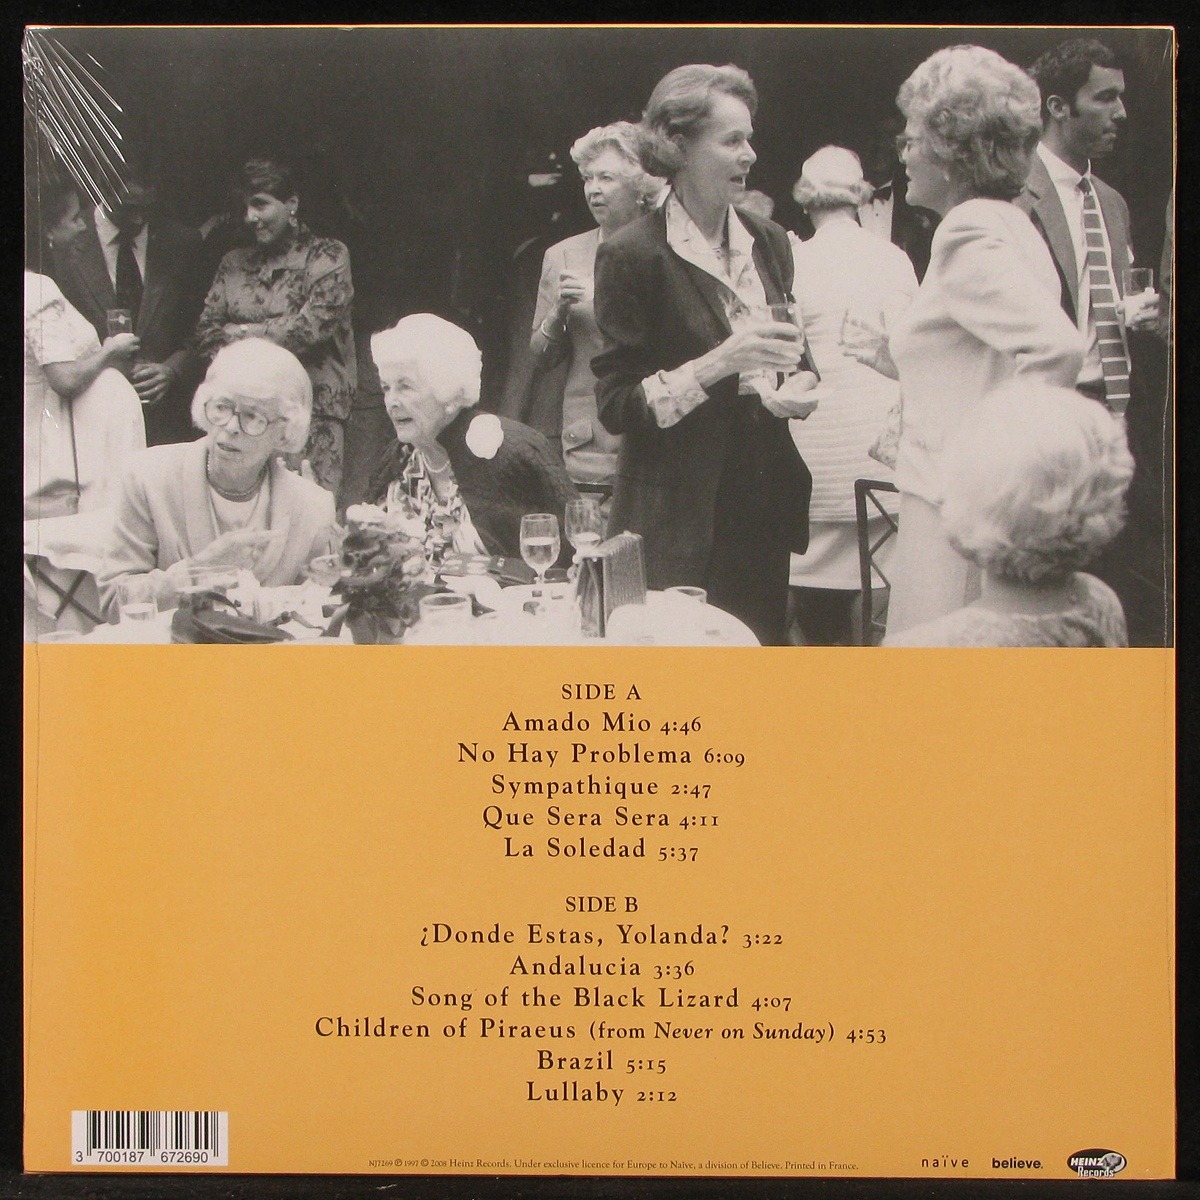 SIDE A
Amado Mio 4:46
No Hay Problema 6:09
Sympathique 2:47
Que Sera Sera 4:11
La Soledad 5:37
SIDE B
¿Donde Estas, Yolanda? 3:22
Andalucia 3:36
Song of the Black Lizard 4:07
Children of Piraeus (from Never on Sunday) 4:53
Brazil 5:15
Lullaby 2:12
3 700187 672690
NJ7269 ℗ 1997 © 2008 Heinz Records. Under exclusive licence for Europe to Naïve, a division of Believe. Printed in France.
naïve
believe.
HEINZ
Records